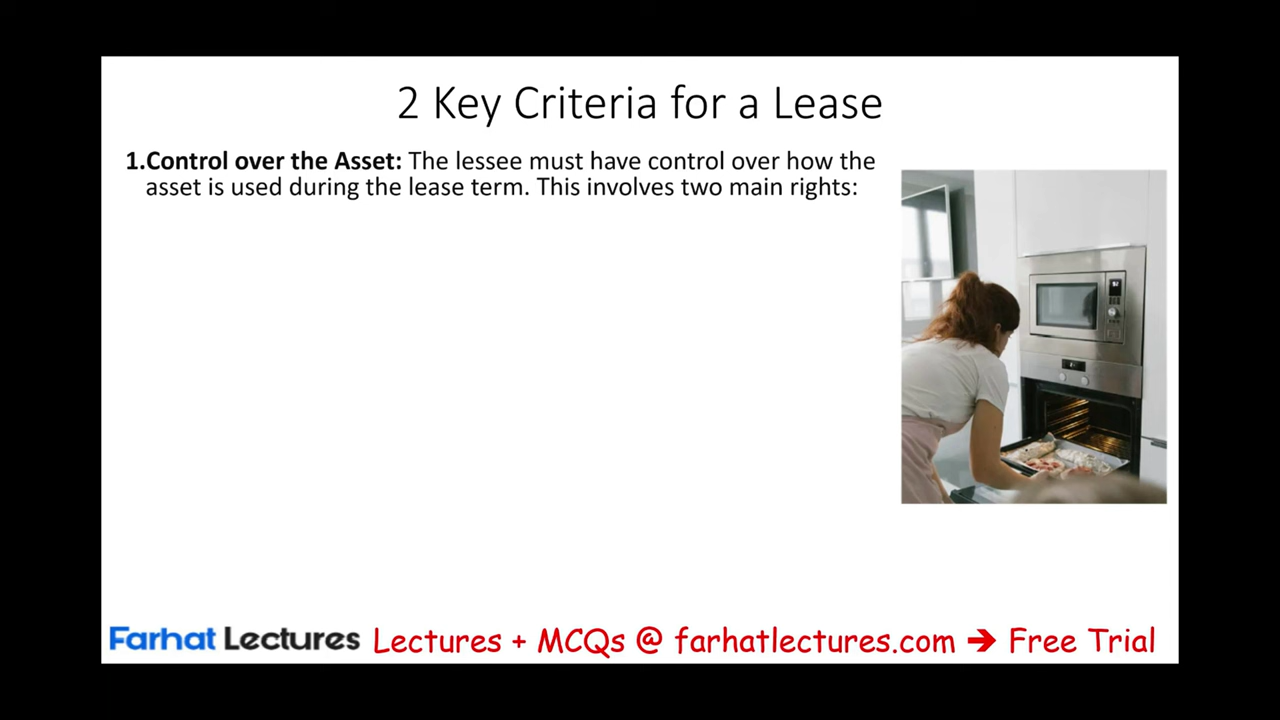 2 Key Criteria for a Lease
1.Control over the Asset: The lessee must have control over how the
asset is used during the lease term. This involves two main rights:
Farhat Lectures Lectures + MCQs @ farhatlectures.com ➔ Free Trial